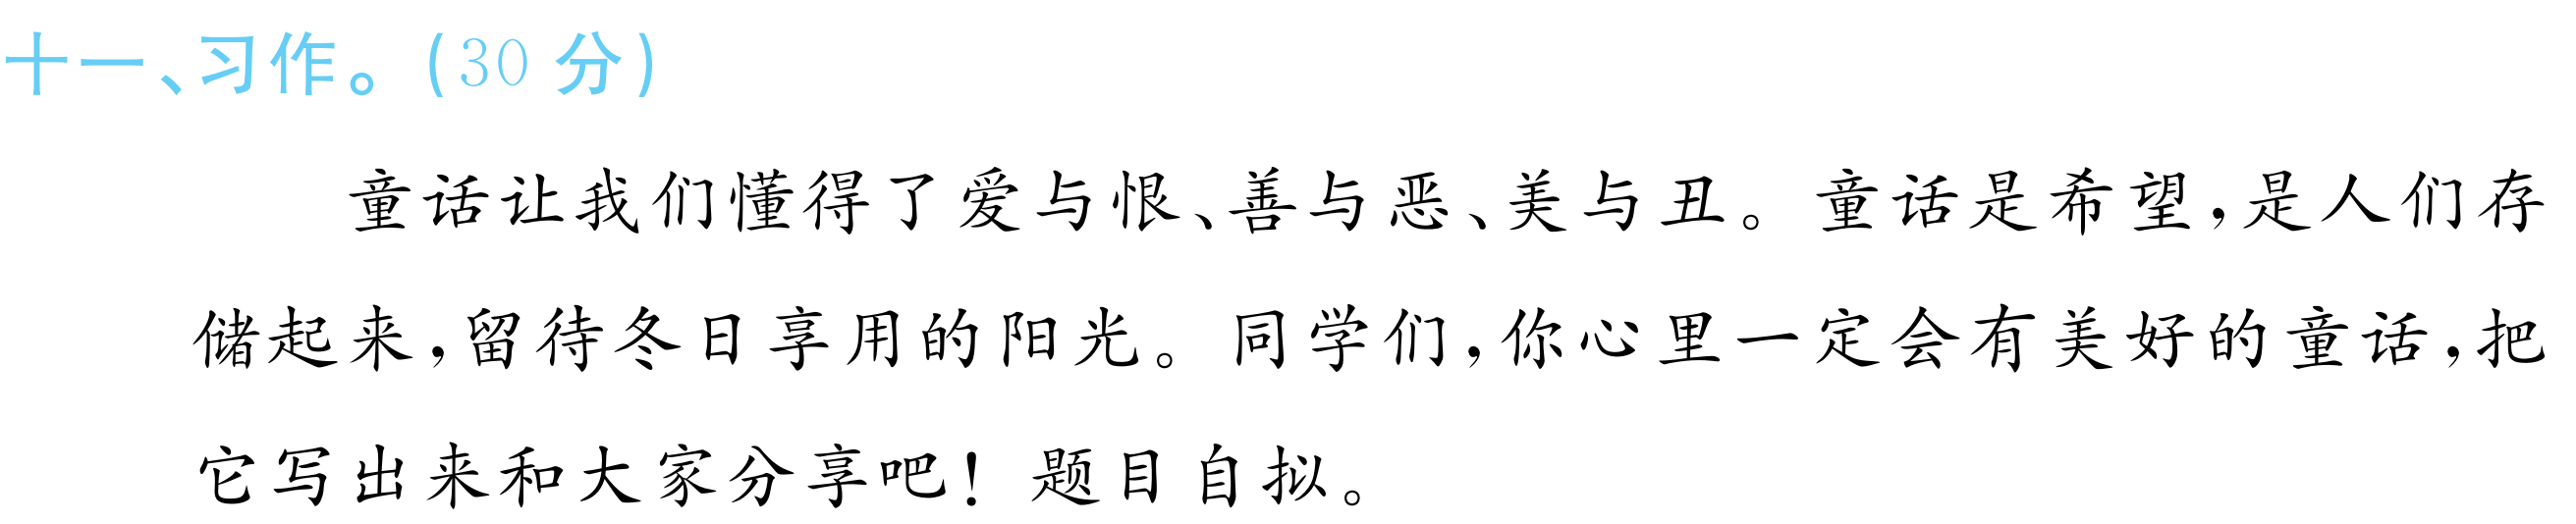 十一、习作。(30 分)
童话让我们懂得了爱与恨、善与恶、美与丑。童话是希望,是人们存
储起来,留待冬日享用的阳光。同学们,你心里一定会有美好的童话,把
它写出来和大家分享吧!题目自拟。